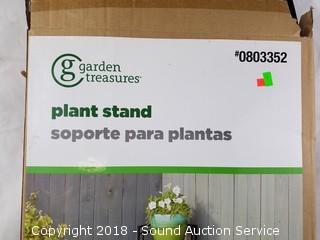 garden
treasures
#0803352
plant stand
soporte para plantas
Copyright 2018 - Sound Auction Service